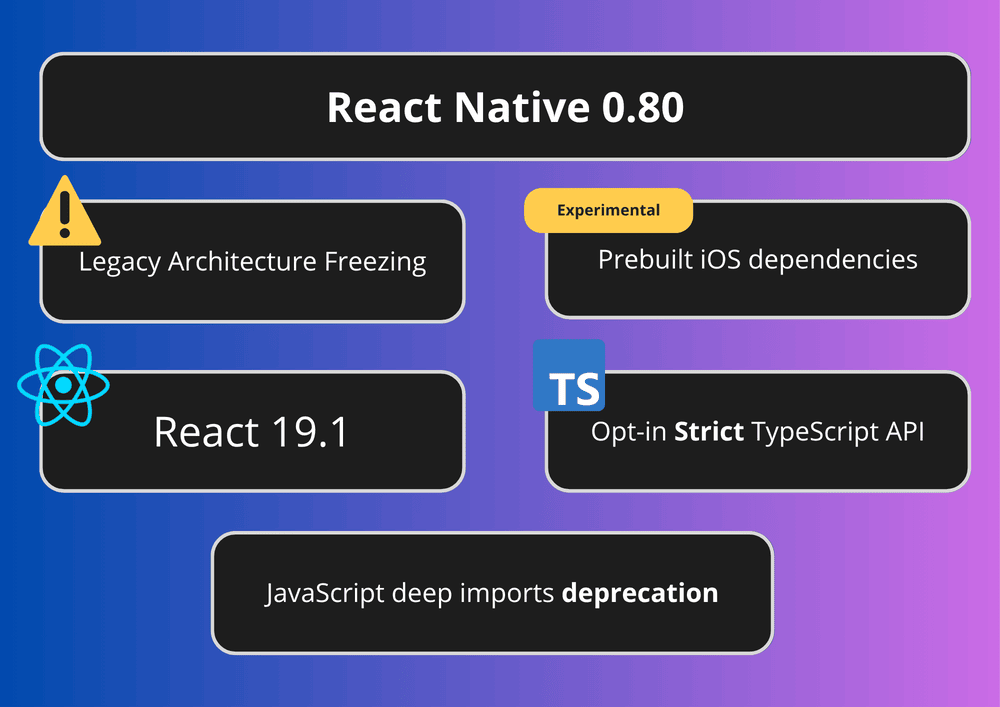 React Native 0.80
Legacy Architecture Freezing
Experimental
Prebuilt iOS dependencies
React 19.1
TS
Opt-in Strict TypeScript API
JavaScript deep imports deprecation